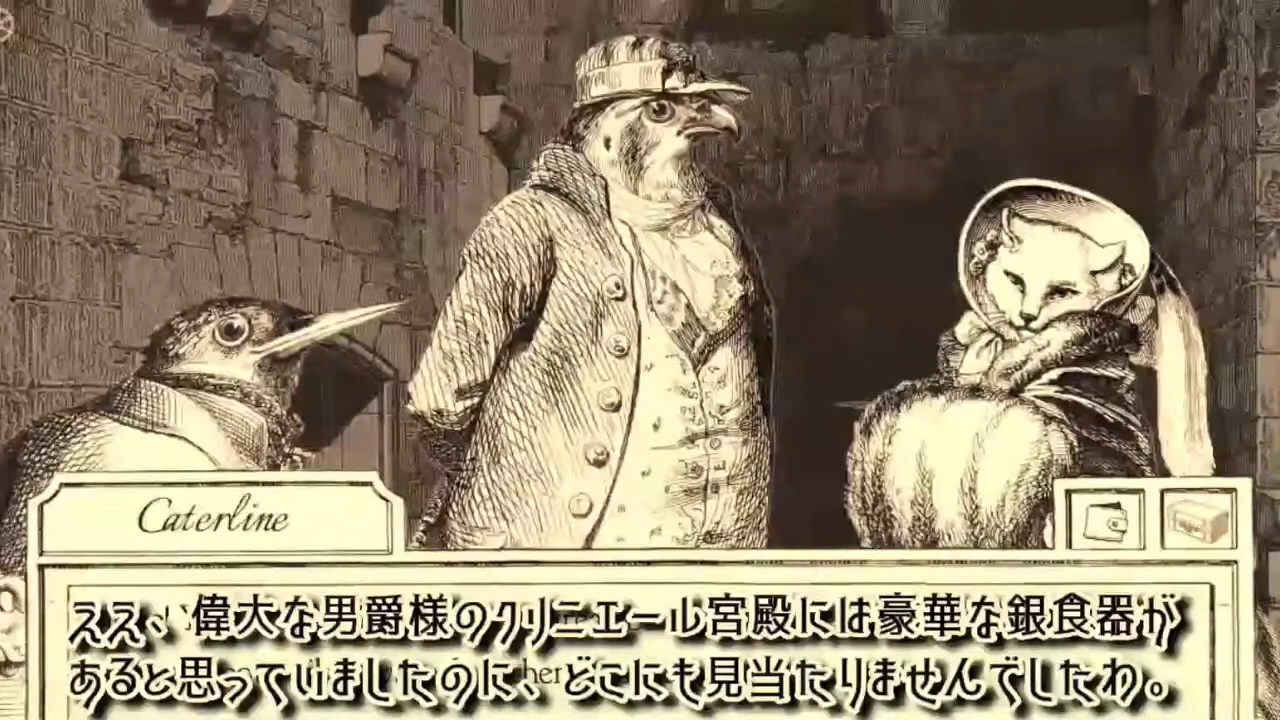 Caterline
ええ、偉大な男爵様のクリニエール宮殿には豪華な銀食器が
あると思っていましたのに、どこにも見当たりませんでしたわ。